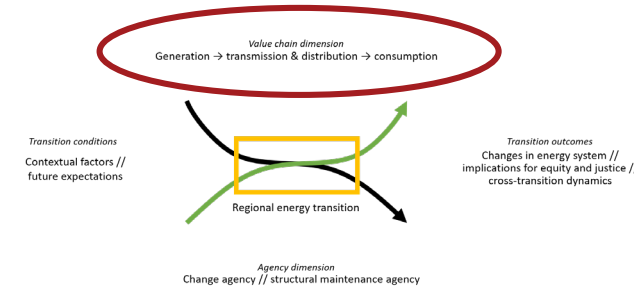 Value chain dimension
Generation → transmission & distribution → consumption
Transition conditions
Contextual factors //
future expectations
Transition outcomes
Changes in energy system //
implications for equity and justice //
cross-transition dynamics
Regional energy transition
Agency dimension
Change agency // structural maintenance agency